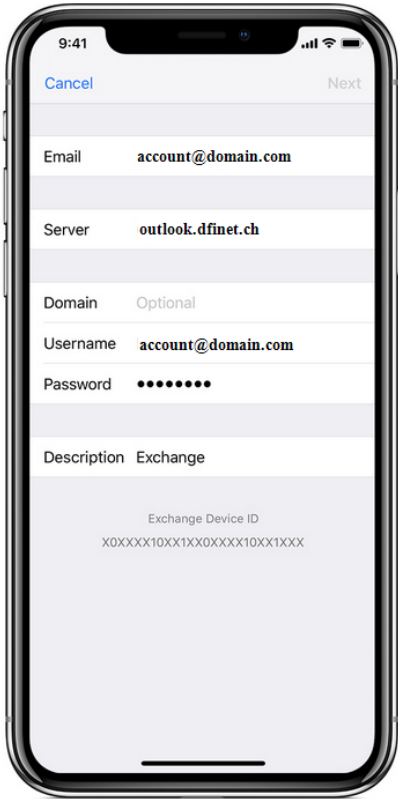 9:41
Cancel Next
Email account@domain.com
Server outlook.dfinet.ch
Domain Optional
Username account@domain.com
Password ●●●●●●●●
Description Exchange
Exchange Device ID
X0XXXX10XX1XX0XXXX10XX1XXX